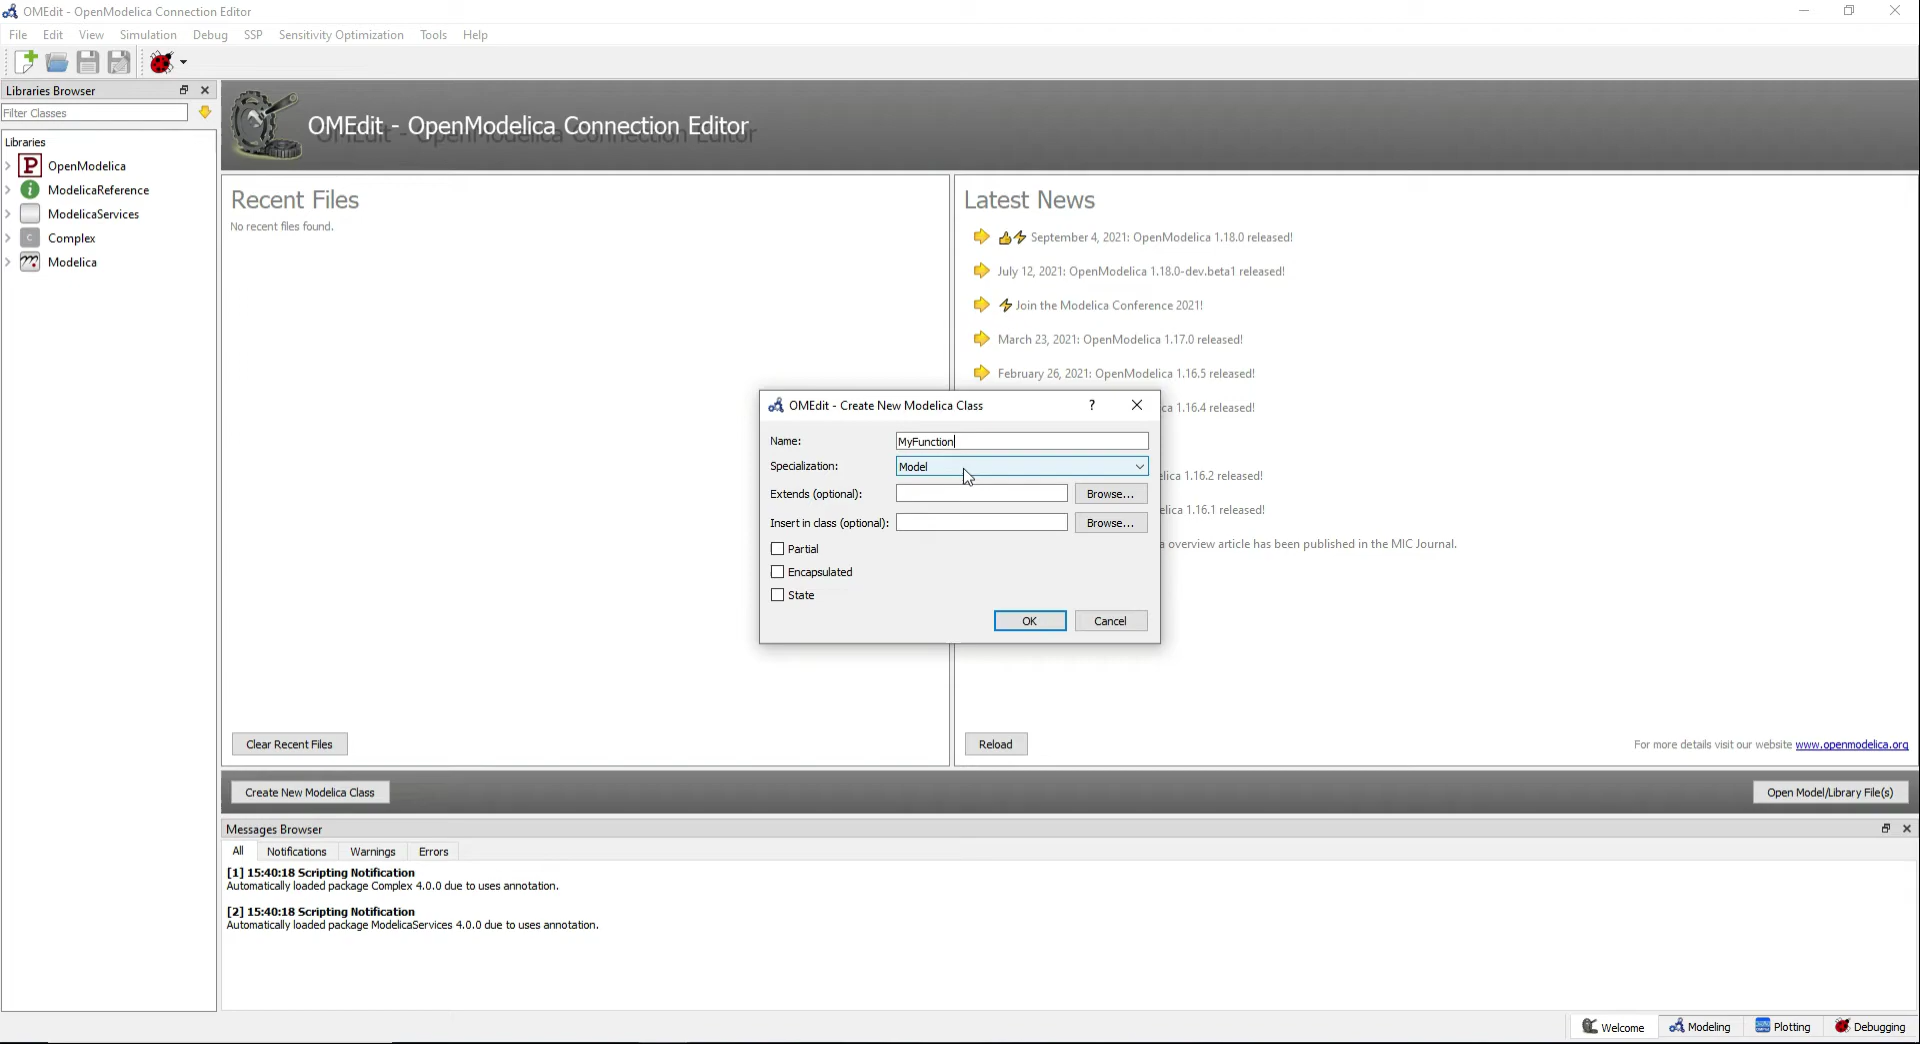 OMEdit - OpenModelica Connection Editor
File Edit View Simulation Debug SSP Sensitivity Optimization Tools Help
Libraries Browser
Filter Classes
Libraries
OpenModelica
ModelicaReference
ModelicaServices
Complex
Modelica
OMEdit - OpenModelica Connection Editor
Recent Files
No recent files found.
Clear Recent Files
Latest News
September 4, 2021: OpenModelica 1.18.0 released!
July 12, 2021: OpenModelica 1.18.0-dev.beta1 released!
Join the Modelica Conference 2021!
March 23, 2021: OpenModelica 1.17.0 released!
February 26, 2021: OpenModelica 1.16.5 released!
ca 1.16.4 released!
lica 1.16.2 released!
elica 1.16.1 released!
a overview article has been published in the MIC Journal.
Reload
For more details visit our website www.openmodelica.org
OMEdit - Create New Modelica Class
?
Name: MyFunction
Specialization: Model
Extends (optional): Browse...
Insert in class (optional): Browse...
Partial
Encapsulated
State
OK Cancel
Create New Modelica Class
Open Model/Library File(s)
Messages Browser
All Notifications Warnings Errors
[1] 15:40:18 Scripting Notification
Automatically loaded package Complex 4.0.0 due to uses annotation.
[2] 15:40:18 Scripting Notification
Automatically loaded package ModelicaServices 4.0.0 due to uses annotation.
Welcome Modeling Plotting Debugging